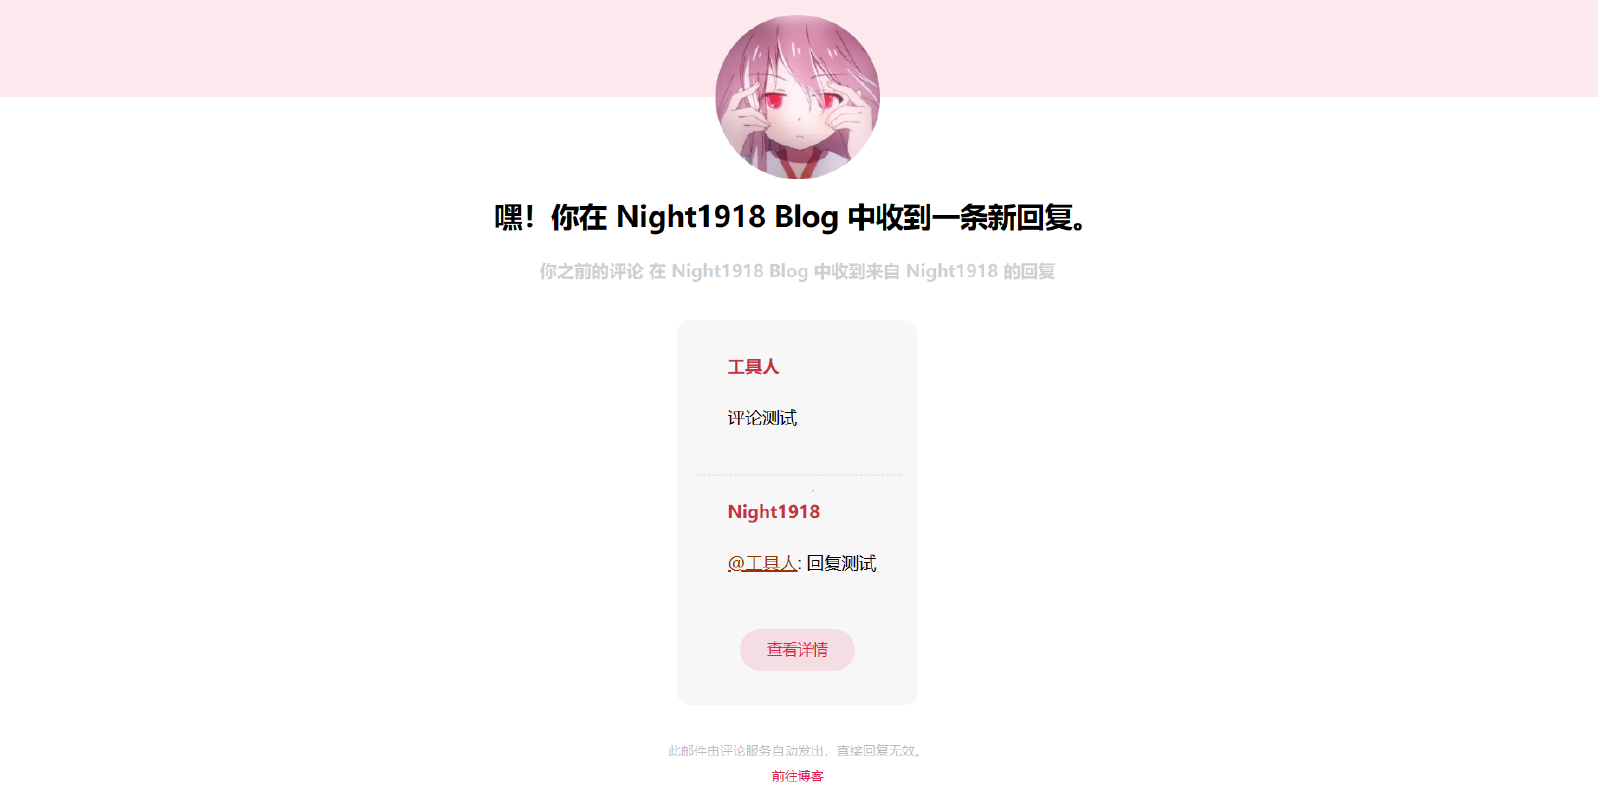 嘿！你在 Night1918 Blog 中收到一条新回复。
你之前的评论 在 Night1918 Blog 中收到来自 Night1918 的回复
工具人
评论测试
Night1918
@工具人: 回复测试
查看详情
此邮件由评论服务自动发出，直接回复无效。
前往博客